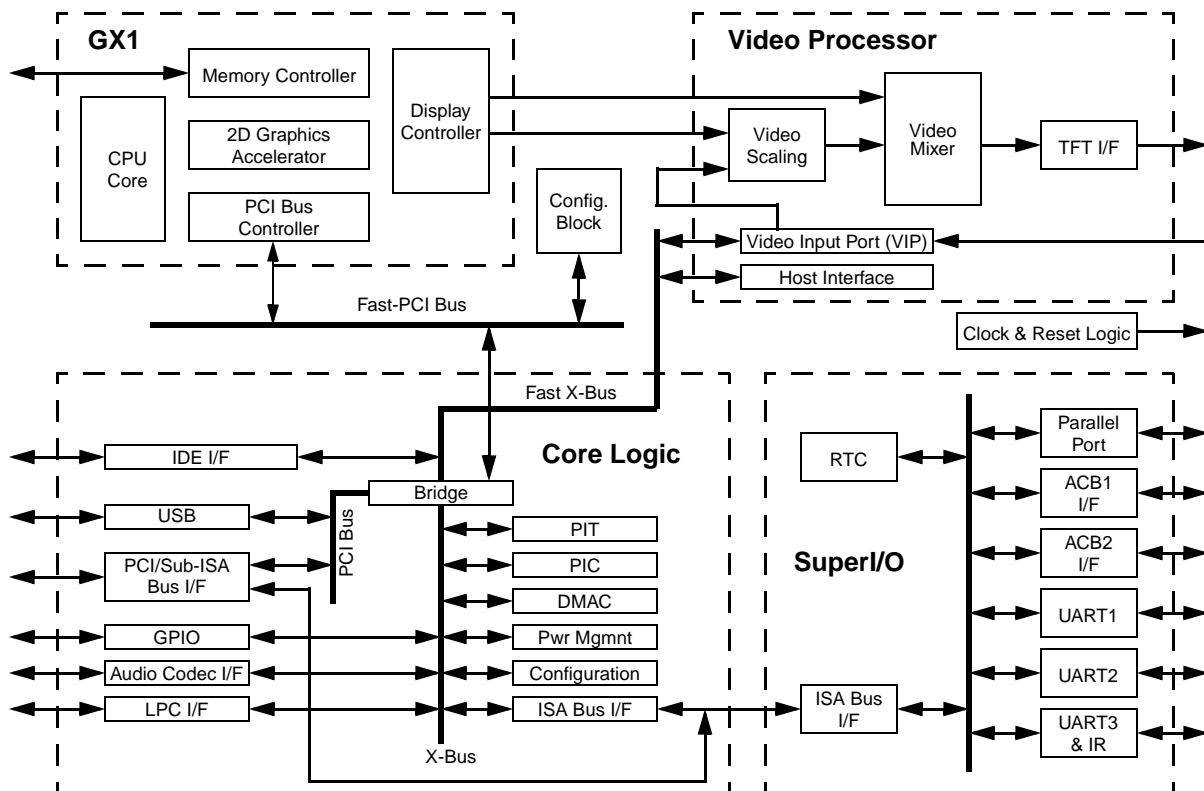 GX1
Memory Controller
CPU
Core
2D Graphics
Accelerator
PCI Bus
Controller
Display
Controller
Video Processor
Video
Scaling
Video
Mixer
TFT I/F
Config.
Block
Video Input Port (VIP)
Host Interface
Fast-PCI Bus
Clock & Reset Logic
Fast X-Bus
Core Logic
IDE I/F
Bridge
USB
PCI Bus
PCI/Sub-ISA
Bus I/F
GPIO
Audio Codec I/F
LPC I/F
PIT
PIC
DMAC
Pwr Mgmnt
Configuration
ISA Bus I/F
X-Bus
SuperI/O
RTC
ISA Bus
I/F
Parallel
Port
ACB1
I/F
ACB2
I/F
UART1
UART2
UART3
& IR